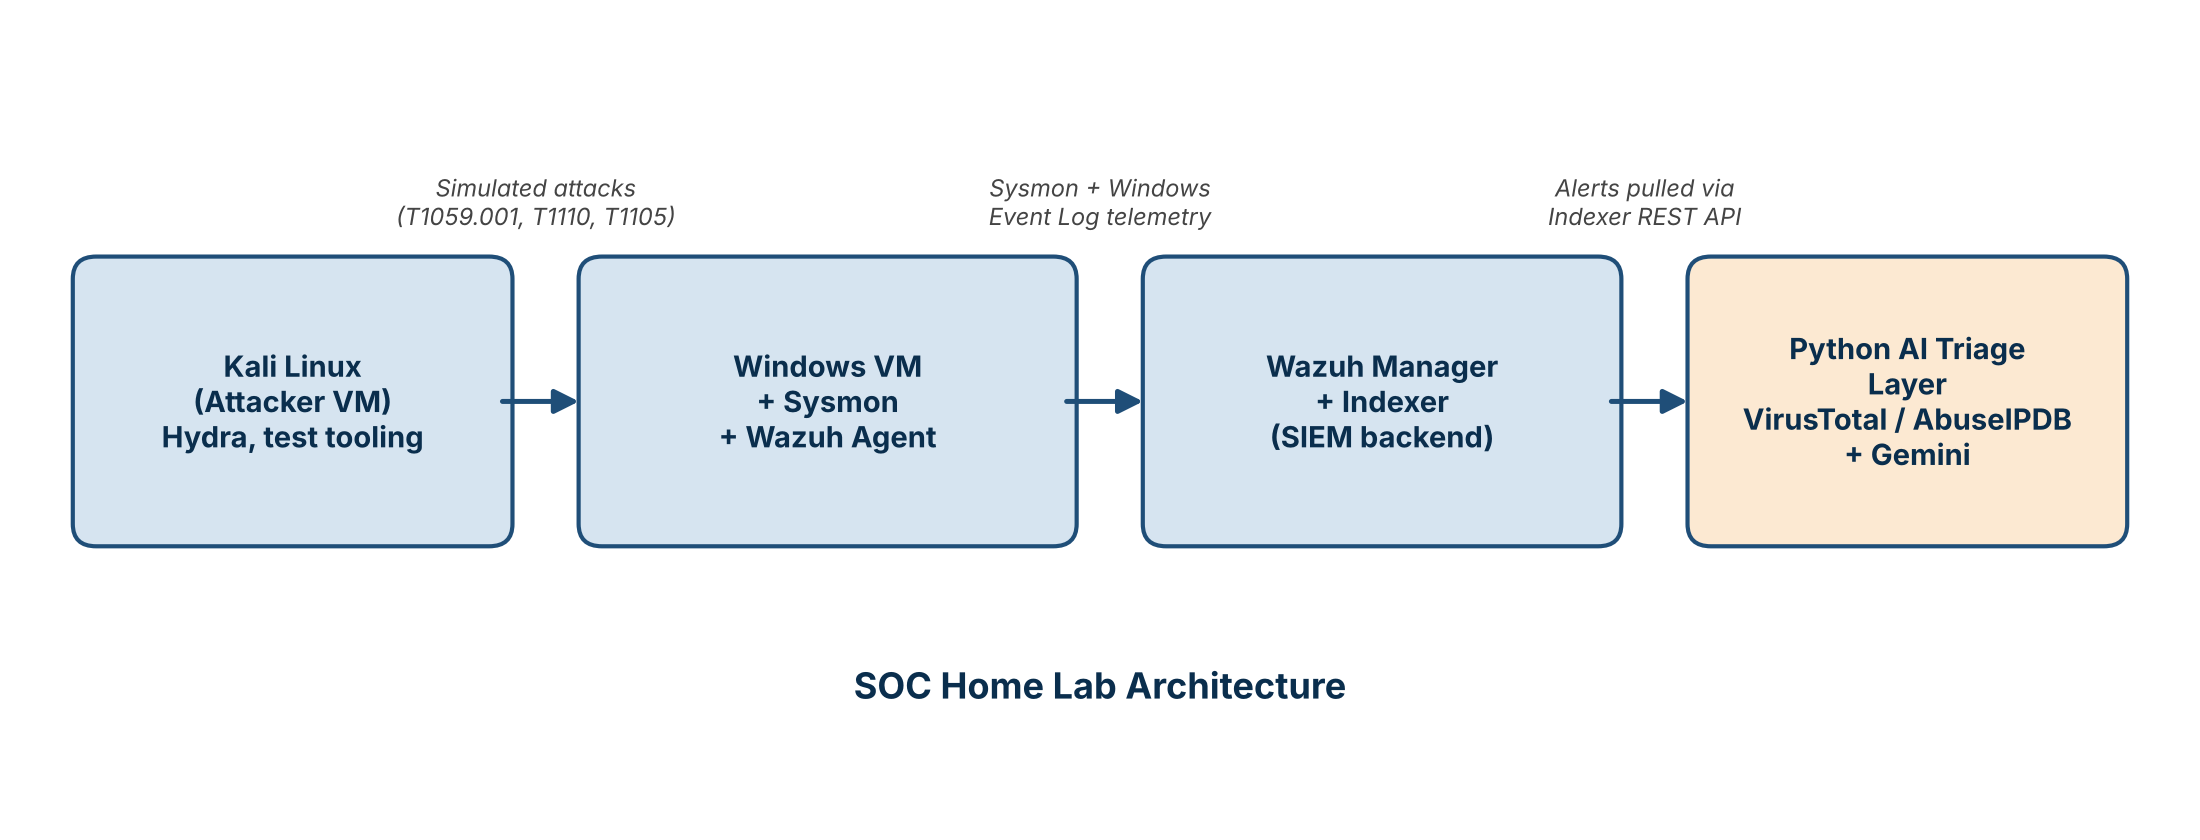 Simulated attacks
(T1059.001, T1110, T1105)
Sysmon + Windows
Event Log telemetry
Alerts pulled via
Indexer REST API
Kali Linux
(Attacker VM)
Hydra, test tooling
Windows VM
+ Sysmon
+ Wazuh Agent
Wazuh Manager
+ Indexer
(SIEM backend)
Python AI Triage
Layer
VirusTotal / AbuseIPDB
+ Gemini
SOC Home Lab Architecture